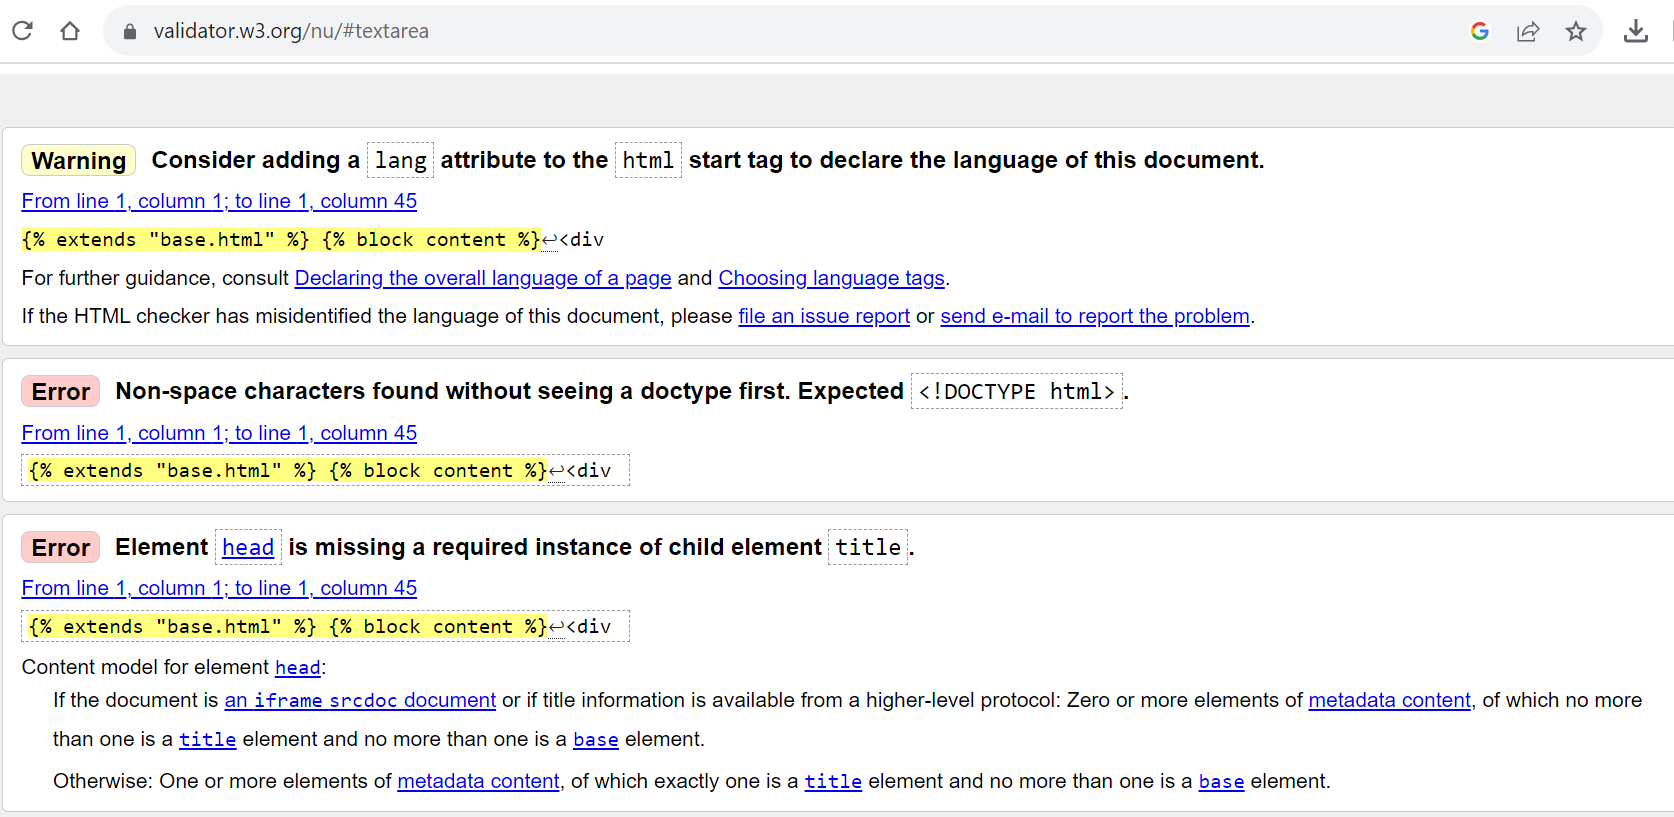 validator.w3.org/nu/#textarea
Warning Consider adding a lang attribute to the html start tag to declare the language of this document.
From line 1, column 1; to line 1, column 45
{% extends "base.html" %} {% block content %}↩<div
For further guidance, consult Declaring the overall language of a page and Choosing language tags.
If the HTML checker has misidentified the language of this document, please file an issue report or send e-mail to report the problem.
Error Non-space characters found without seeing a doctype first. Expected <!DOCTYPE html>.
From line 1, column 1; to line 1, column 45
{% extends "base.html" %} {% block content %}↩<div
Error Element head is missing a required instance of child element title.
From line 1, column 1; to line 1, column 45
{% extends "base.html" %} {% block content %}↩<div
Content model for element head:
If the document is an iframe srcdoc document or if title information is available from a higher-level protocol: Zero or more elements of metadata content, of which no more
than one is a title element and no more than one is a base element.
Otherwise: One or more elements of metadata content, of which exactly one is a title element and no more than one is a base element.